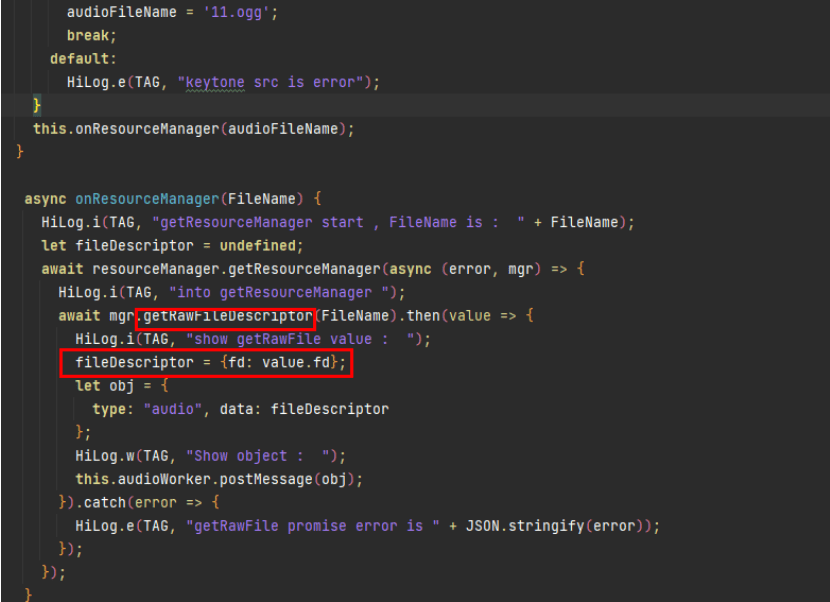 audioFileName = '11.ogg';
break;
default:
HiLog.e(TAG, "keytone src is error");
}
this.onResourceManager(audioFileName);
}
async onResourceManager(FileName) {
HiLog.i(TAG, "getResourceManager start , FileName is :  " + FileName);
let fileDescriptor = undefined;
await resourceManager.getResourceManager(async (error, mgr) => {
HiLog.i(TAG, "into getResourceManager ");
await mgr.getRawFileDescriptor(FileName).then(value => {
HiLog.i(TAG, "show getRawFile value :  ");
fileDescriptor = {fd: value.fd};
let obj = {
type: "audio", data: fileDescriptor
};
HiLog.w(TAG, "Show object :  ");
this.audioWorker.postMessage(obj);
}).catch(error => {
HiLog.e(TAG, "getRawFile promise error is " + JSON.stringify(error));
});
});
}